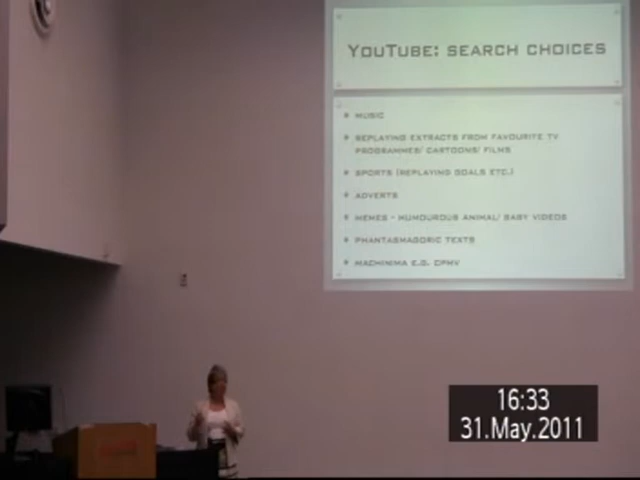 YouTube: search choices
Music
Replaying extracts from favourite TV
programmes/ cartoons/ films
Sports (replaying goals etc.)
Adverts
Memes - humourous animal/ baby videos
Phantasmagoric texts
Machinima e.g. CPMV
16:33
31.May.2011